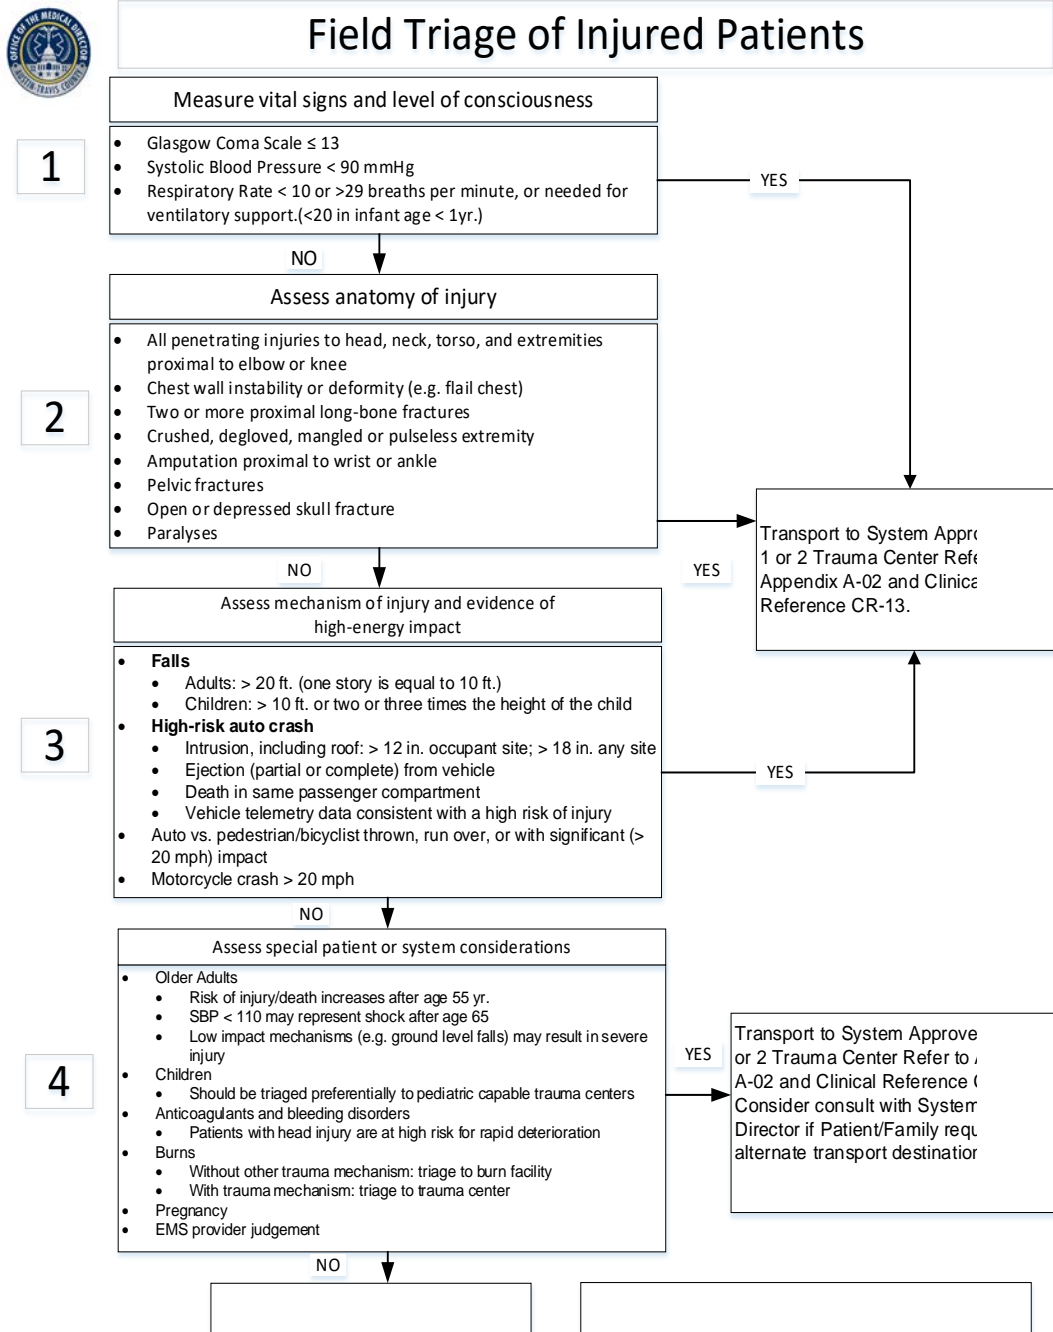 OFFICE OF THE MEDICAL DIRECTOR
AUSTIN-TRAVIS COUNTY
Field Triage of Injured Patients
Measure vital signs and level of consciousness
1
• Glasgow Coma Scale ≤ 13
• Systolic Blood Pressure < 90 mmHg
• Respiratory Rate < 10 or >29 breaths per minute, or needed for
ventilatory support.(<20 in infant age < 1yr.)
YES
NO
Assess anatomy of injury
2
• All penetrating injuries to head, neck, torso, and extremities
proximal to elbow or knee
• Chest wall instability or deformity (e.g. flail chest)
• Two or more proximal long-bone fractures
• Crushed, degloved, mangled or pulseless extremity
• Amputation proximal to wrist or ankle
• Pelvic fractures
• Open or depressed skull fracture
• Paralyses
YES
NO
Transport to System
1 or 2 Trauma Center
Appendix A-02 and
Reference CR-13.
Assess mechanism of injury and evidence of
high-energy impact
3
• Falls
• Adults: > 20 ft. (one story is equal to 10 ft.)
• Children: > 10 ft. or two or three times the height of the child
• High-risk auto crash
• Intrusion, including roof: > 12 in. occupant site; > 18 in. any site
• Ejection (partial or complete) from vehicle
• Death in same passenger compartment
• Vehicle telemetry data consistent with a high risk of injury
• Auto vs. pedestrian/bicyclist thrown, run over, or with significant (>
20 mph) impact
• Motorcycle crash > 20 mph
YES
NO
Assess special patient or system considerations
4
• Older Adults
• Risk of injury/death increases after age 55 yr.
• SBP < 110 may represent shock after age 65
• Low impact mechanisms (e.g. ground level falls) may result in severe
injury
• Children
• Should be triaged preferentially to pediatric capable trauma centers
• Anticoagulants and bleeding disorders
• Patients with head injury are at high risk for rapid deterioration
• Burns
• Without other trauma mechanism: triage to burn facility
• With trauma mechanism: triage to trauma center
• Pregnancy
• EMS provider judgement
YES
Transport to System
or 2 Trauma Center Refer to
A-02 and Clinical Reference
Consider consult with System
Director if Patient/Family
alternate transport
NO